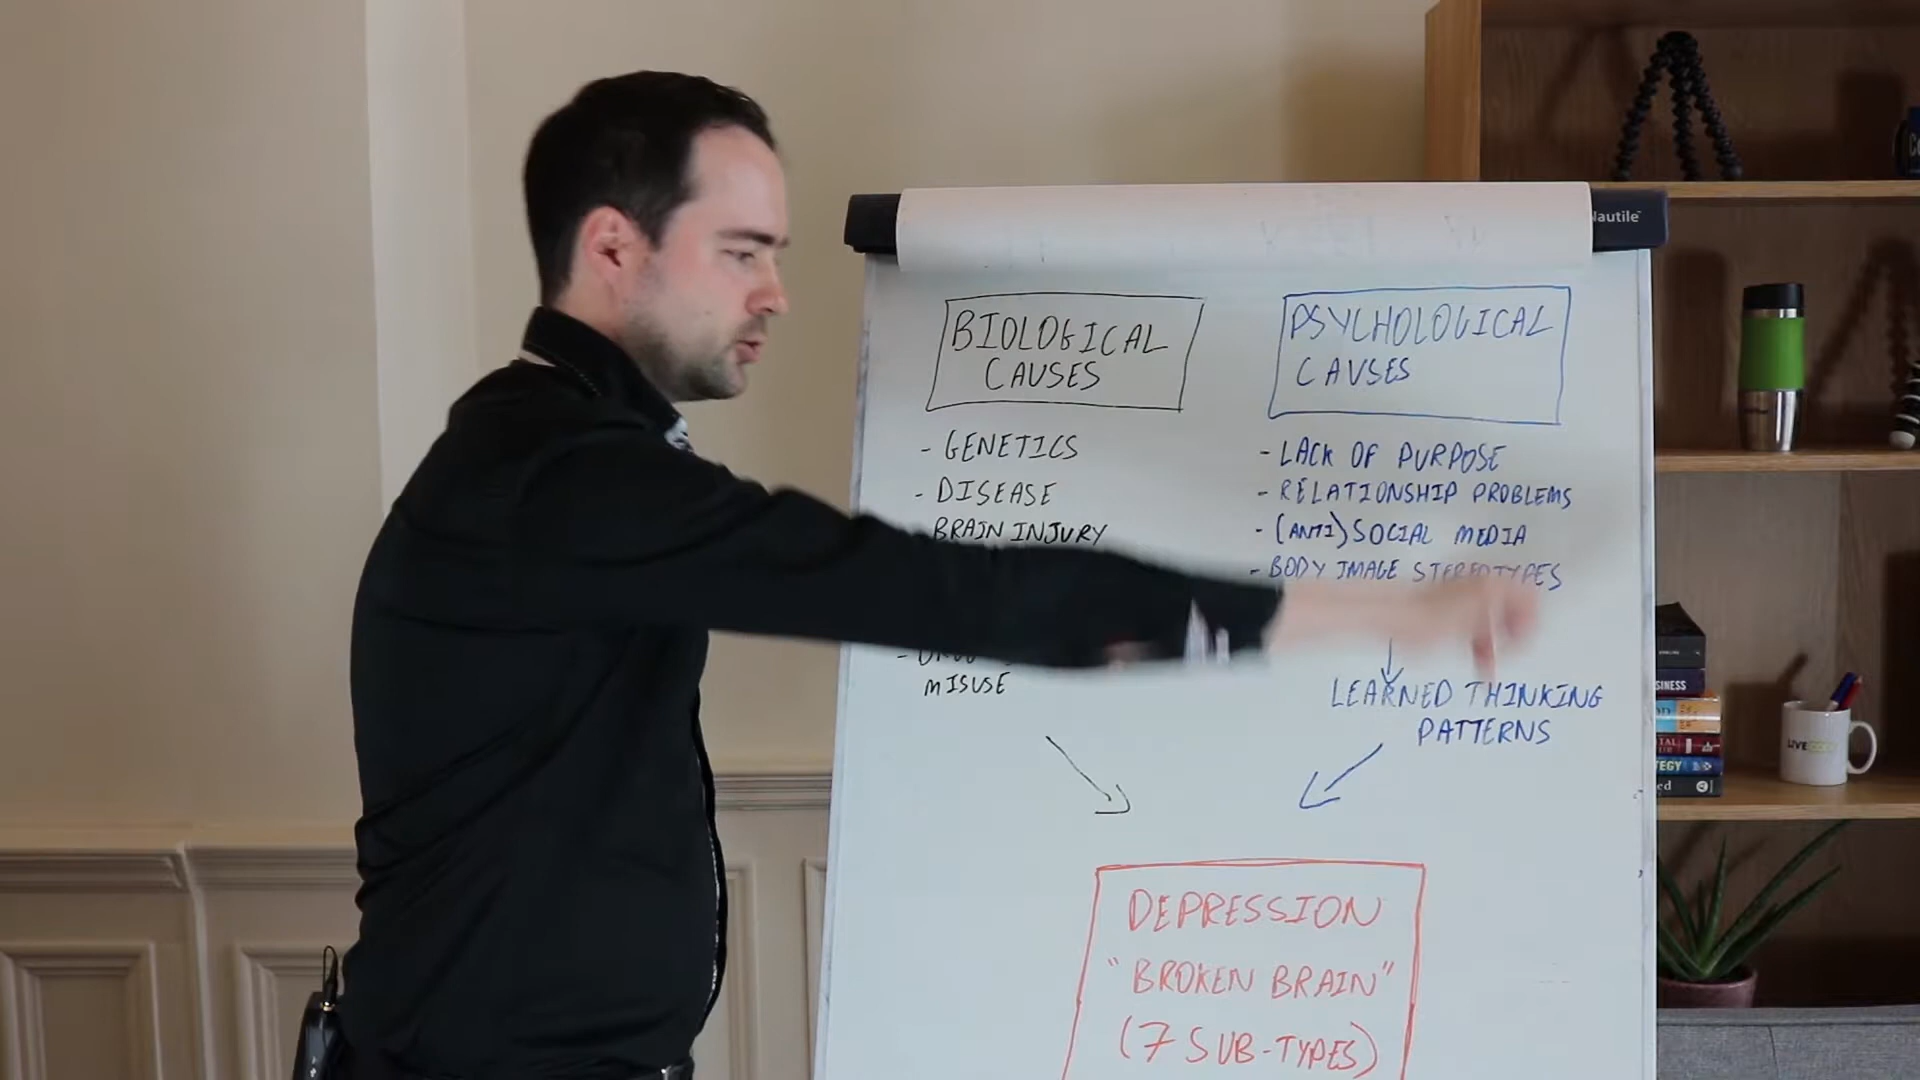 Nautile
BIOLOGICAL
CAUSES
- GENETICS
- DISEASE
BRAIN INJURY
MISUSE
PSYCHOLOGICAL
CAUSES
- LACK OF PURPOSE
- RELATIONSHIP PROBLEMS
- (ANTI) SOCIAL MEDIA
- BODY IMAGE STEREOTYPES
LEARNED THINKING
PATTERNS
DEPRESSION
"BROKEN BRAIN"
(7 SUB-TYPES)